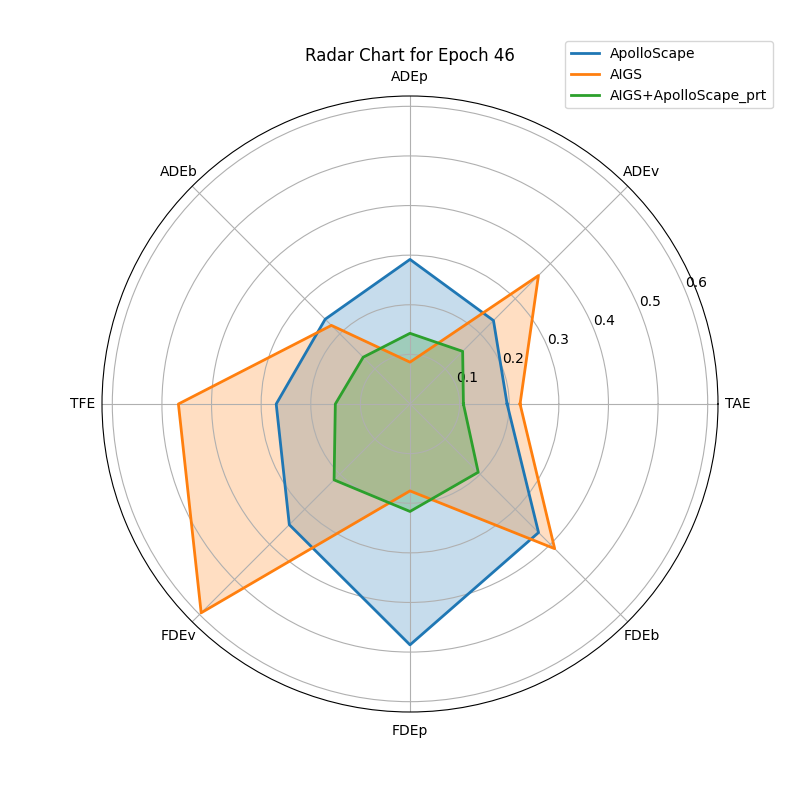 Radar Chart for Epoch 46
ApolloScape
AIGS
AIGS+ApolloScape_prt
ADEp
ADEb
ADEv
0.6
0.5
0.4
0.3
0.2
0.1
TFE
TAE
FDEv
FDEb
FDEp